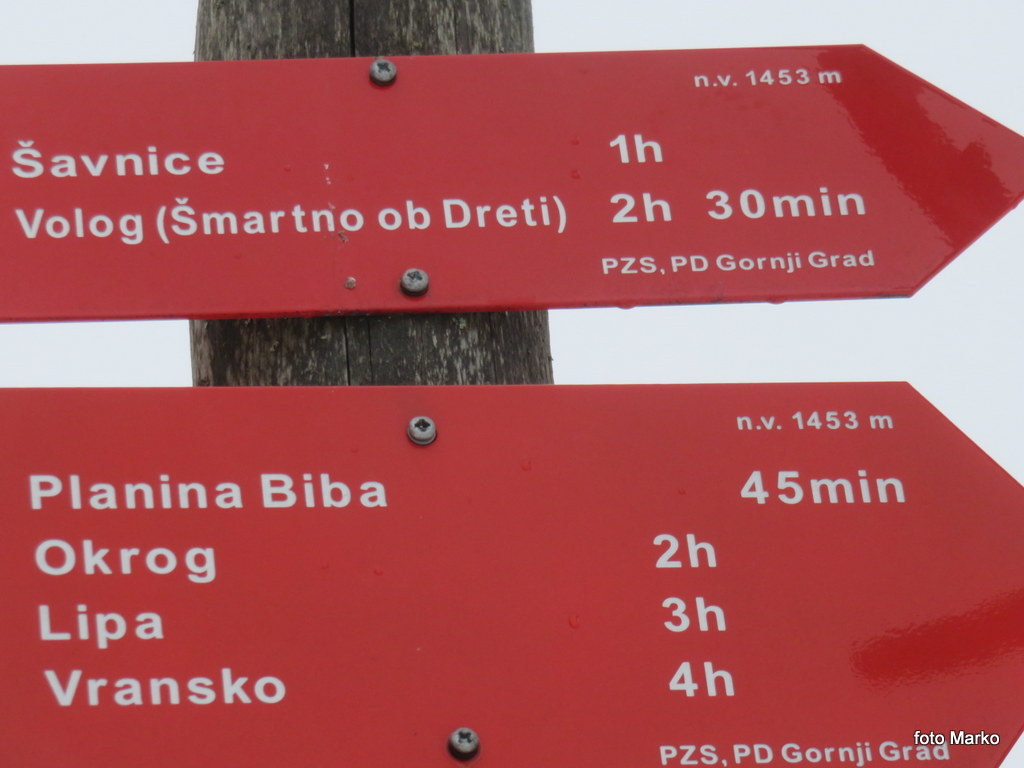 n.v. 1453 m
Šavnice 1h
Volog (Šmartno ob Dreti) 2h 30min
PZS, PD Gornji Grad
n.v. 1453 m
Planina Biba 45min
Okrog 2h
Lipa 3h
Vransko 4h
PZS, PD Gornji Grad
foto Marko